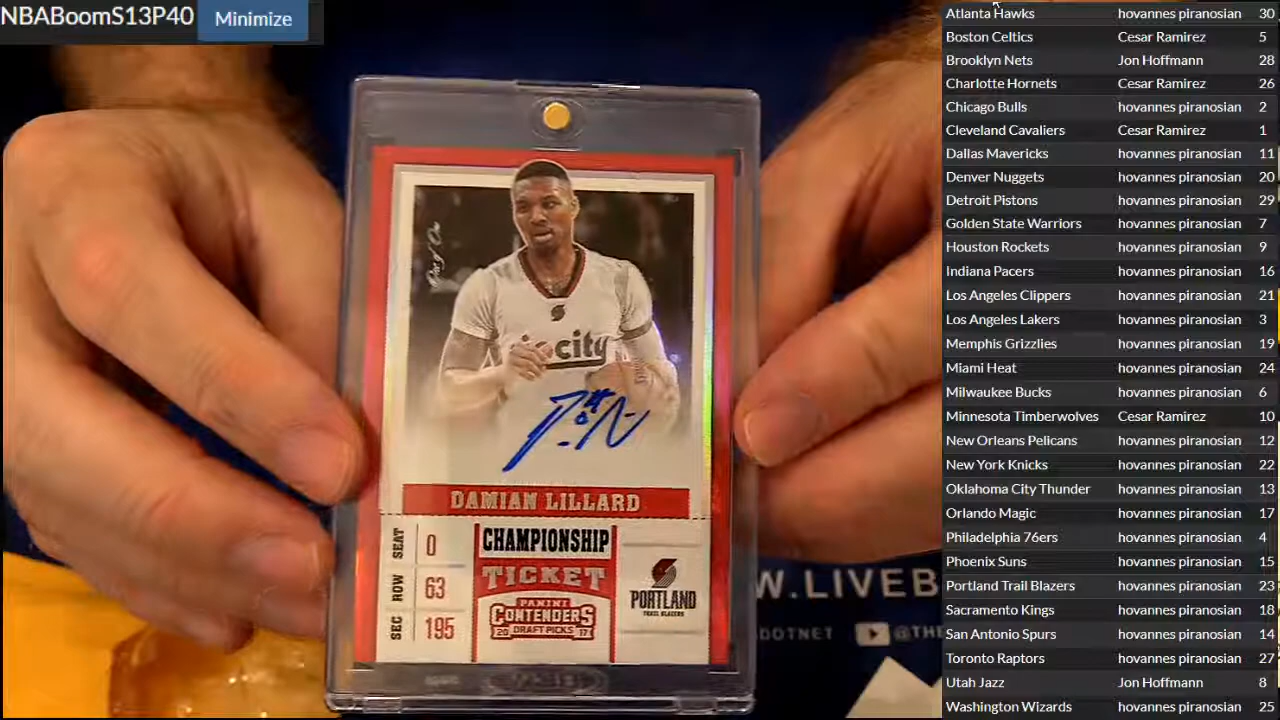 NBABoomS13P40
Minimize
Atlanta Hawks hovannes piranosian 30
Boston Celtics Cesar Ramirez 5
Brooklyn Nets Jon Hoffmann 28
Charlotte Hornets Cesar Ramirez 26
Chicago Bulls hovannes piranosian 2
Cleveland Cavaliers Cesar Ramirez 1
Dallas Mavericks hovannes piranosian 11
Denver Nuggets hovannes piranosian 20
Detroit Pistons hovannes piranosian 29
Golden State Warriors hovannes piranosian 7
Houston Rockets hovannes piranosian 9
Indiana Pacers hovannes piranosian 16
Los Angeles Clippers hovannes piranosian 21
Los Angeles Lakers hovannes piranosian 3
Memphis Grizzlies hovannes piranosian 19
Miami Heat hovannes piranosian 24
Milwaukee Bucks hovannes piranosian 6
Minnesota Timberwolves Cesar Ramirez 10
New Orleans Pelicans hovannes piranosian 12
New York Knicks hovannes piranosian 22
Oklahoma City Thunder hovannes piranosian 13
Orlando Magic hovannes piranosian 17
Philadelphia 76ers hovannes piranosian 4
Phoenix Suns hovannes piranosian 15
Portland Trail Blazers hovannes piranosian 23
Sacramento Kings hovannes piranosian 18
San Antonio Spurs hovannes piranosian 14
Toronto Raptors hovannes piranosian 27
Utah Jazz Jon Hoffmann 8
Washington Wizards hovannes piranosian 25
DAMIAN LILLARD
SEAT 0
ROW 63
SEC 195
CHAMPIONSHIP
TICKET
PANINI
CONTENDERS
20 DRAFT PICKS 17
PORTLAND
TRAIL BLAZERS
W.LIVEB
DOTNET @TH